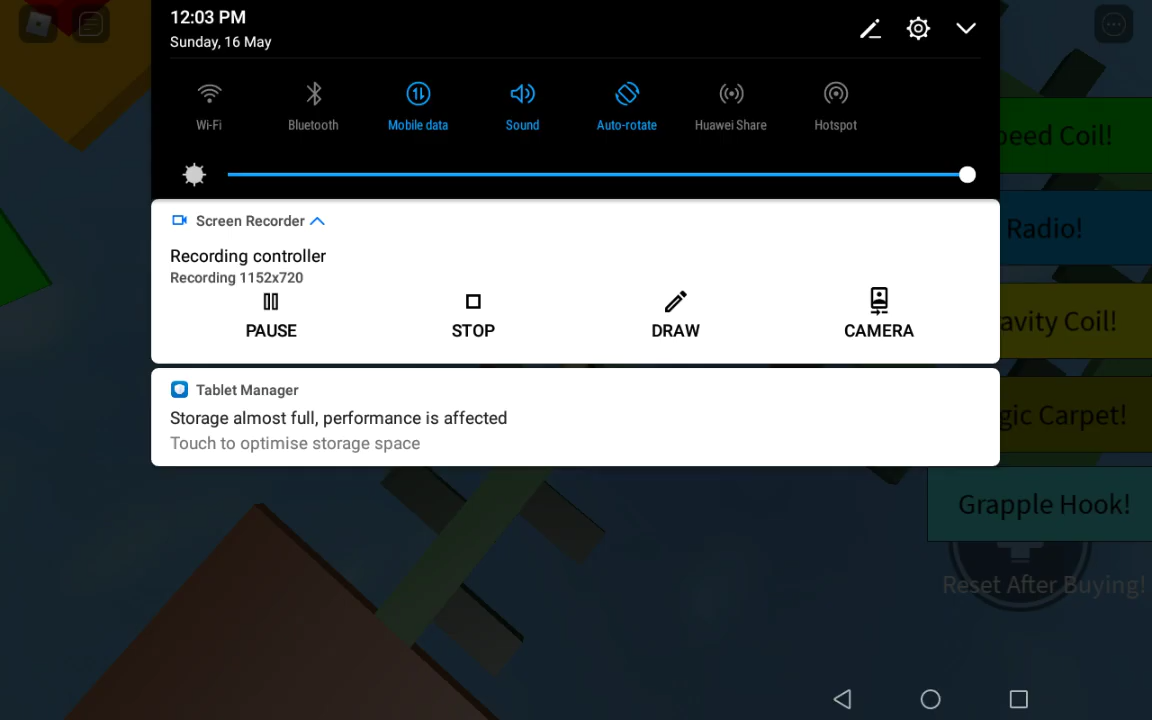 12:03 PM
Sunday, 16 May
Wi-Fi
Bluetooth
Mobile data
Sound
Auto-rotate
Huawei Share
Hotspot
Screen Recorder
Recording controller
Recording 1152x720
PAUSE
STOP
DRAW
CAMERA
Tablet Manager
Storage almost full, performance is affected
Touch to optimise storage space
peed Coil!
Radio!
avity Coil!
gic Carpet!
Grapple Hook!
Reset After Buying!